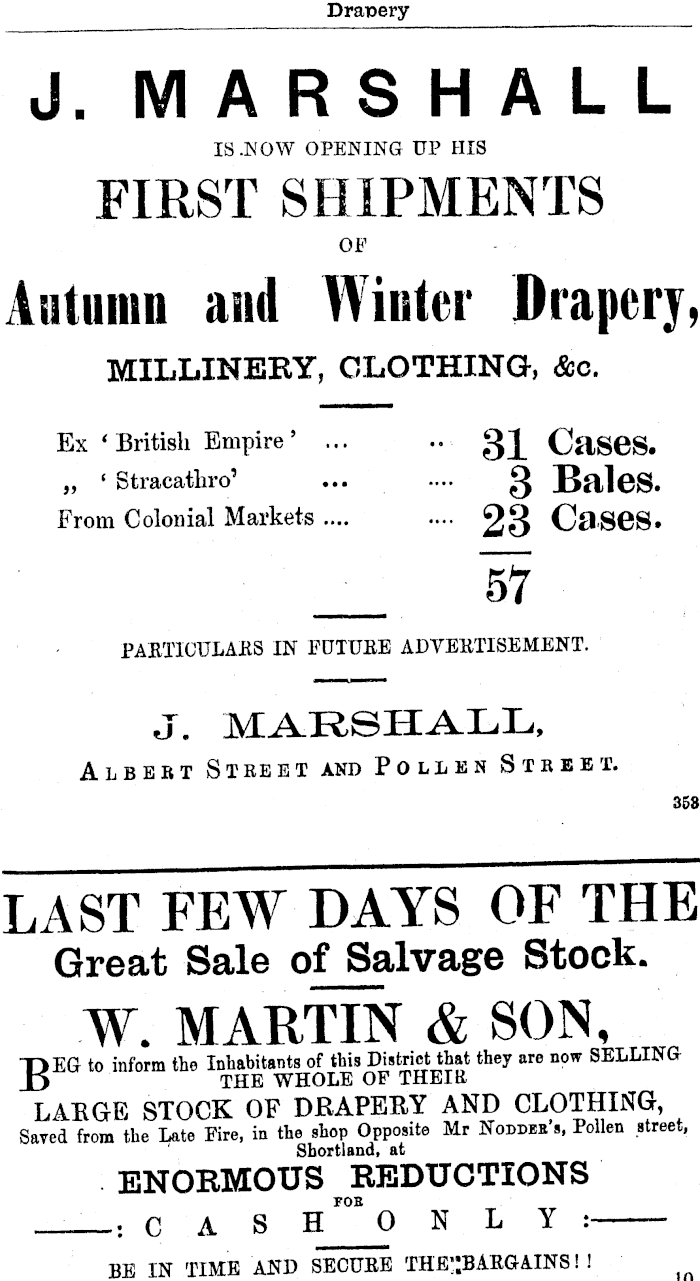 Drapery
J. MARSHALL
IS NOW OPENING UP HIS
FIRST SHIPMENTS
OF
Autumn and Winter Drapery,
MILLINERY, CLOTHING, &c.
Ex ‘ British Empire ’ ... .. 31 Cases.
„ ‘ Stracathro’ ... .... 3 Bales.
From Colonial Markets .... .... 23 Cases.
57
PARTICULARS IN FUTURE ADVERTISEMENT.
J. MARSHALL,
ALBERT STREET AND POLLEN STREET.
353
LAST FEW DAYS OF THE
Great Sale of Salvage Stock.
W. MARTIN & SON,
BEG to inform the Inhabitants of this District that they are now SELLING
THE WHOLE OF THEIR
LARGE STOCK OF DRAPERY AND CLOTHING,
Saved from the Late Fire, in the shop Opposite Mr NODDER's, Pollen street,
Shortland, at
ENORMOUS REDUCTIONS
FOR
——: CASH ONLY :——
BE IN TIME AND SECURE THE BARGAINS!!
10